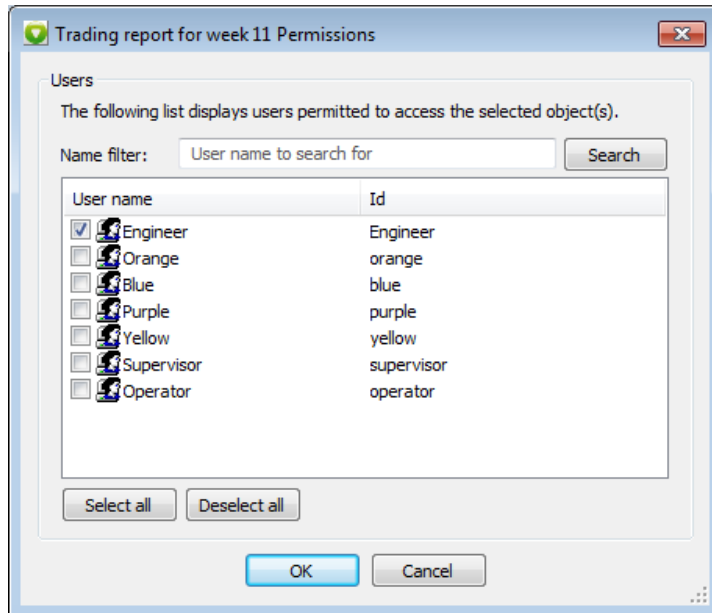 Trading report for week 11 Permissions
Users
The following list displays users permitted to access the selected object(s).
Name filter: User name to search for Search
User name Id
Engineer Engineer
Orange orange
Blue blue
Purple purple
Yellow yellow
Supervisor supervisor
Operator operator
Select all Deselect all
OK Cancel